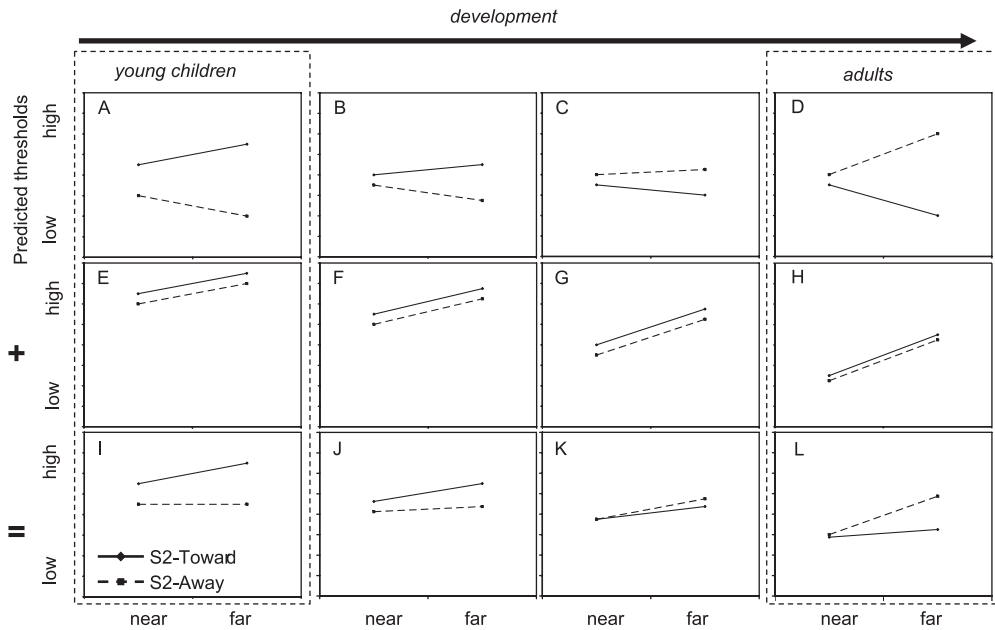 development
young children
adults
Predicted thresholds
high
low
A
B
C
D
+
high
low
E
F
G
H
=
high
low
I
J
K
L
S2-Toward
S2-Away
near far near far near far near far